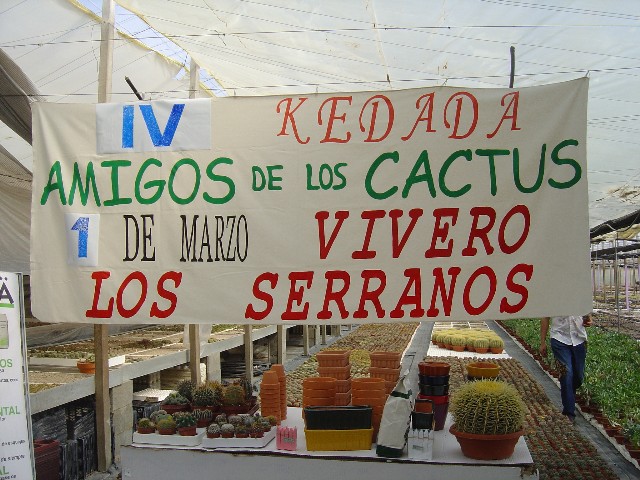 IV KEDADA
AMIGOS DE LOS CACTUS
1 DE MARZO VIVERO
LOS SERRANOS